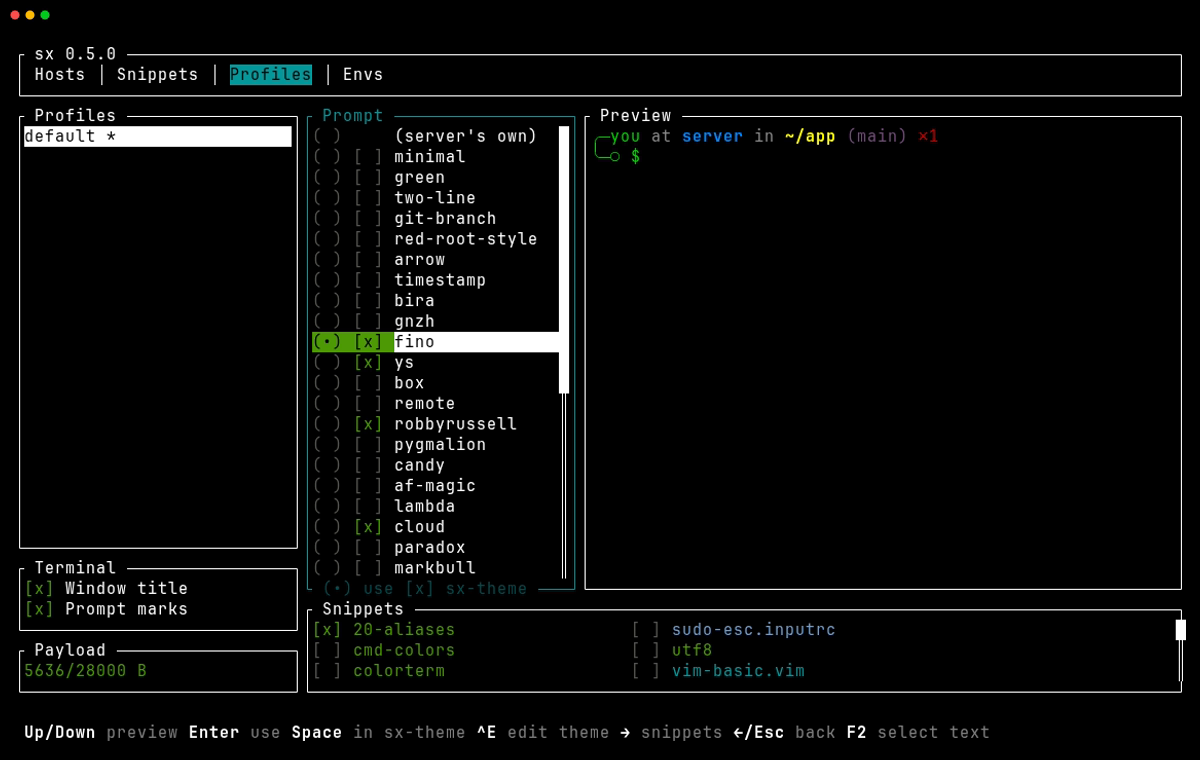 sx 0.5.0
Hosts │ Snippets │ Profiles │ Envs
Profiles
default *
Prompt
( )     (server's own)
( ) [ ] minimal
( ) [ ] green
( ) [ ] two-line
( ) [ ] git-branch
( ) [ ] red-root-style
( ) [ ] arrow
( ) [ ] timestamp
( ) [ ] bira
( ) [ ] gnzh
(•) [x] fino
( ) [x] ys
( ) [ ] box
( ) [ ] remote
( ) [x] robbyrussell
( ) [ ] pygmalion
( ) [ ] candy
( ) [ ] af-magic
( ) [ ] lambda
( ) [x] cloud
( ) [ ] paradox
( ) [ ] markbull
(•) use [x] sx-theme
Preview
╭─you at server in ~/app (main) ×1
╰─○ $
Terminal
[x] Window title
[x] Prompt marks
Payload
5636/28000 B
Snippets
[x] 20-aliases [ ] sudo-esc.inputrc
[ ] cmd-colors [ ] utf8
[ ] colorterm [ ] vim-basic.vim
Up/Down preview Enter use Space in sx-theme ^E edit theme → snippets ←/Esc back F2 select text